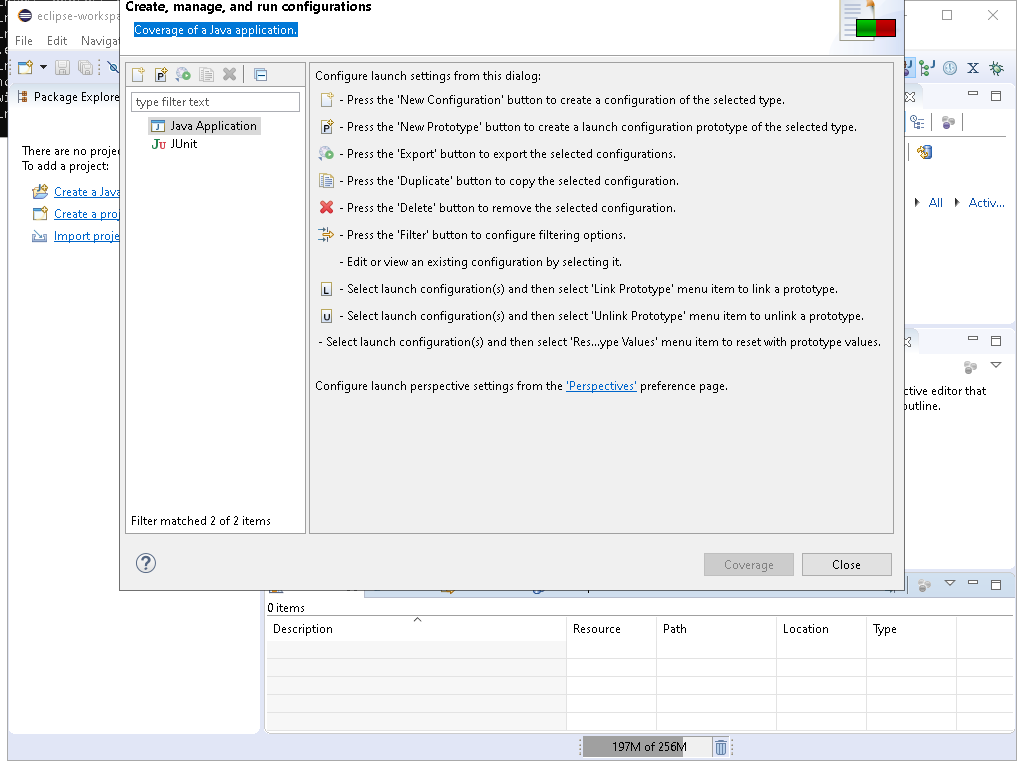 Create, manage, and run configurations
eclipse-workspa
Coverage of a Java application.
File Edit Navigat
Package Explore
type filter text
Java Application
JUnit
There are no projec
To add a project:
Create a Java
Create a proj
Import proje
Configure launch settings from this dialog:
- Press the 'New Configuration' button to create a configuration of the selected type.
- Press the 'New Prototype' button to create a launch configuration prototype of the selected type.
- Press the 'Export' button to export the selected configurations.
- Press the 'Duplicate' button to copy the selected configuration.
- Press the 'Delete' button to remove the selected configuration.
- Press the 'Filter' button to configure filtering options.
- Edit or view an existing configuration by selecting it.
- Select launch configuration(s) and then select 'Link Prototype' menu item to link a prototype.
- Select launch configuration(s) and then select 'Unlink Prototype' menu item to unlink a prototype.
- Select launch configuration(s) and then select 'Res...ype Values' menu item to reset with prototype values.
Configure launch perspective settings from the 'Perspectives' preference page.
All Activ...
ctive editor that
outline.
Filter matched 2 of 2 items
Coverage Close
0 items
Description Resource Path Location Type
197M of 256M